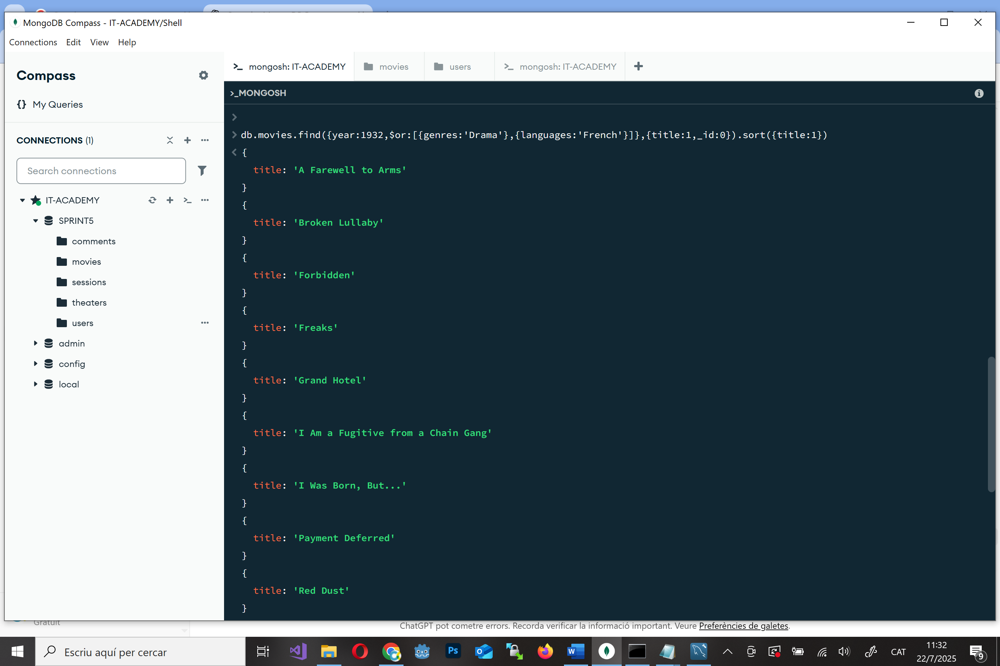 MongoDB Compass - IT-ACADEMY/Shell
Connections Edit View Help
Compass
My Queries
CONNECTIONS (1)
Search connections
IT-ACADEMY
SPRINT5
comments
movies
sessions
theaters
users
admin
config
local
mongosh: IT-ACADEMY movies users mongosh: IT-ACADEMY
>_MONGOSH
>
> db.movies.find({year:1932,$or:[{genres:'Drama'},{languages:'French'}]},{title:1,_id:0}).sort({title:1})
< {
title: 'A Farewell to Arms'
}
{
title: 'Broken Lullaby'
}
{
title: 'Forbidden'
}
{
title: 'Freaks'
}
{
title: 'Grand Hotel'
}
{
title: 'I Am a Fugitive from a Chain Gang'
}
{
title: 'I Was Born, But...'
}
{
title: 'Payment Deferred'
}
{
title: 'Red Dust'
}
Gratuït
ChatGPT pot cometre errors. Recorda verificar la informació important. Veure Preferències de galetes.
Escriu aquí per cercar
CAT
11:32
22/7/2025
9